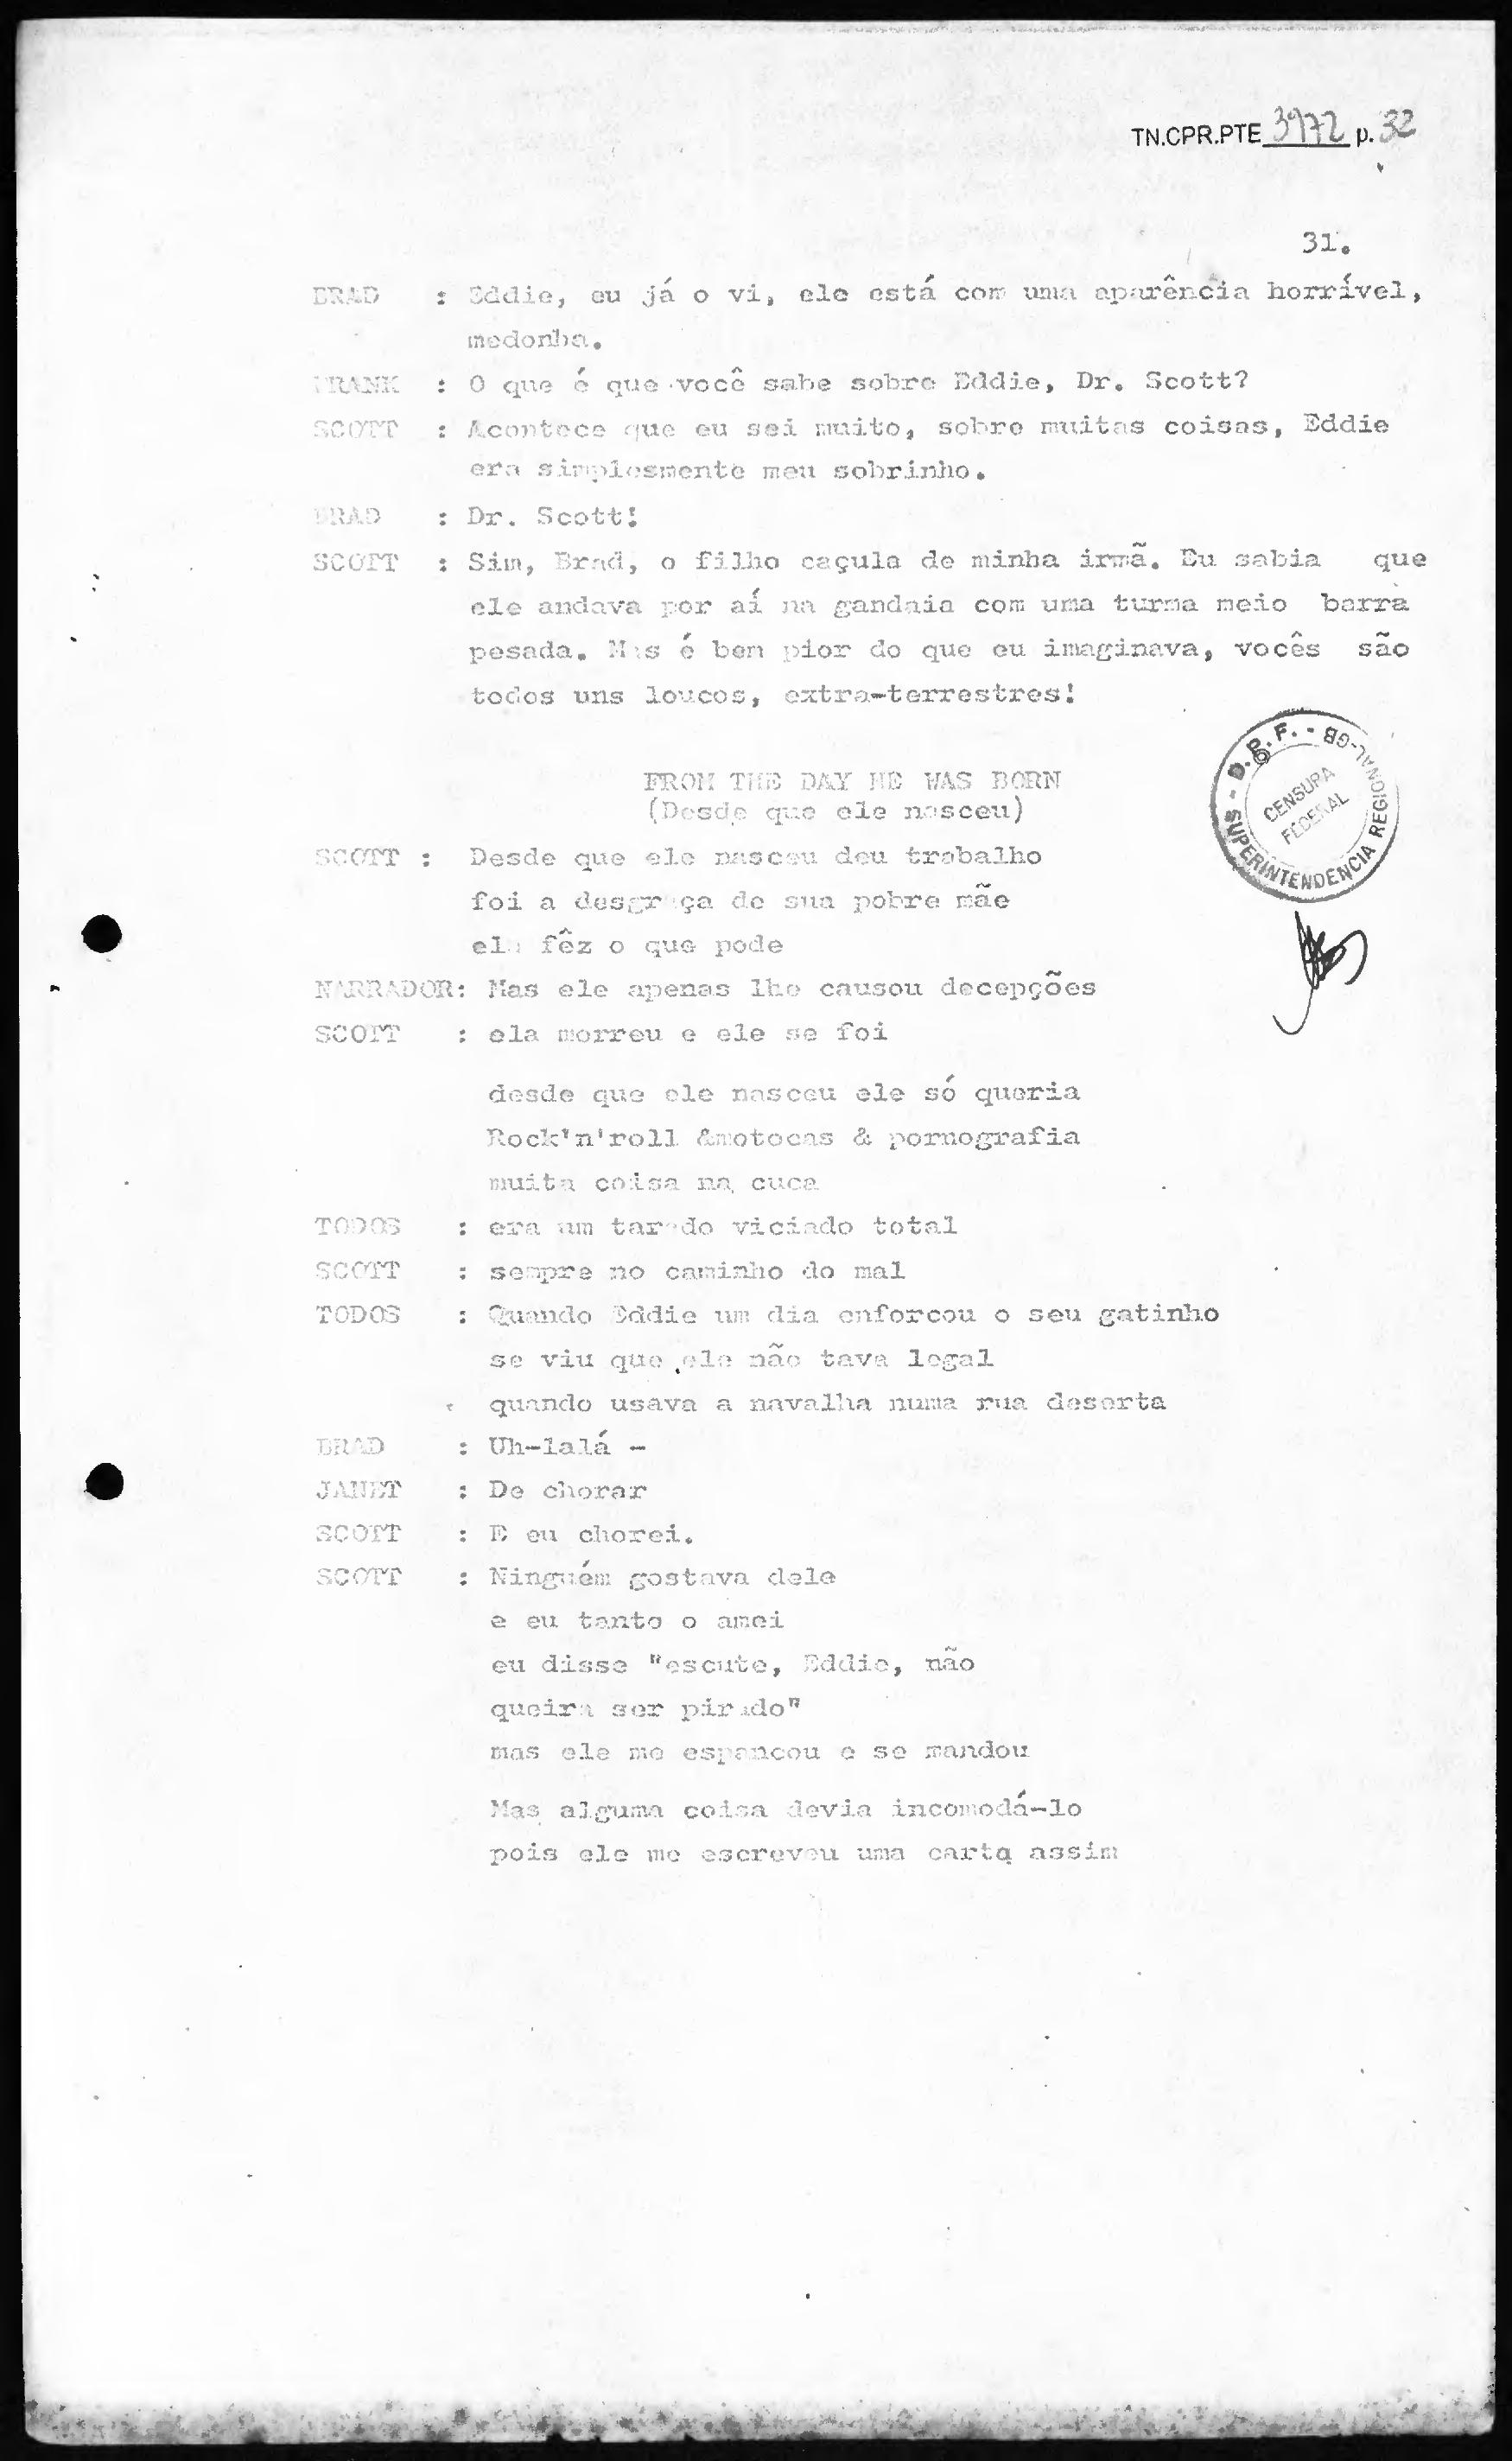 TN.CPR.PTE 3972 p. 32
31.
BRAD : Eddie, eu já o vi, ele está com uma aparência horrível,
medonha.
FRANK : O que é que você sabe sobre Eddie, Dr. Scott?
SCOTT : Acontece que eu sei muito, sobre muitas coisas, Eddie
era simplesmente meu sobrinho.
BRAD : Dr. Scott!
SCOTT : Sim, Brad, o filho caçula de minha irmã. Eu sabia que
ele andava por aí na gandaia com uma turma meio barra
pesada. Mas é ben pior do que eu imaginava, vocês são
todos uns loucos, extra-terrestres!
SUPERINTENDENCIA REGIONAL-GB - D.P.F. -
CENSURA
FEDERAL
FROM THE DAY HE WAS BORN
(Desde que ele nasceu)
SCOTT : Desde que ele nasceu deu trabalho
foi a desgraça de sua pobre mãe
ela fêz o que pode
NARRADOR: Mas ele apenas lhe causou decepções
SCOTT : ela morreu e ele se foi
desde que ele nasceu ele só queria
Rock'n'roll &motocas & pornografia
muita coisa na cuca
TODOS : era um tarado viciado total
SCOTT : sempre no caminho do mal
TODOS : Quando Eddie um dia enforcou o seu gatinho
se viu que ele não tava legal
quando usava a navalha numa rua deserta
BRAD : Uh-lalá -
JANET : De chorar
SCOTT : E eu chorei.
SCOTT : Ninguém gostava dele
e eu tanto o amei
eu disse "escute, Eddie, não
queira ser pirado"
mas ele me espancou e se mandou
Mas alguma coisa devia incomodá-lo
pois ele me escreveu uma carta assim